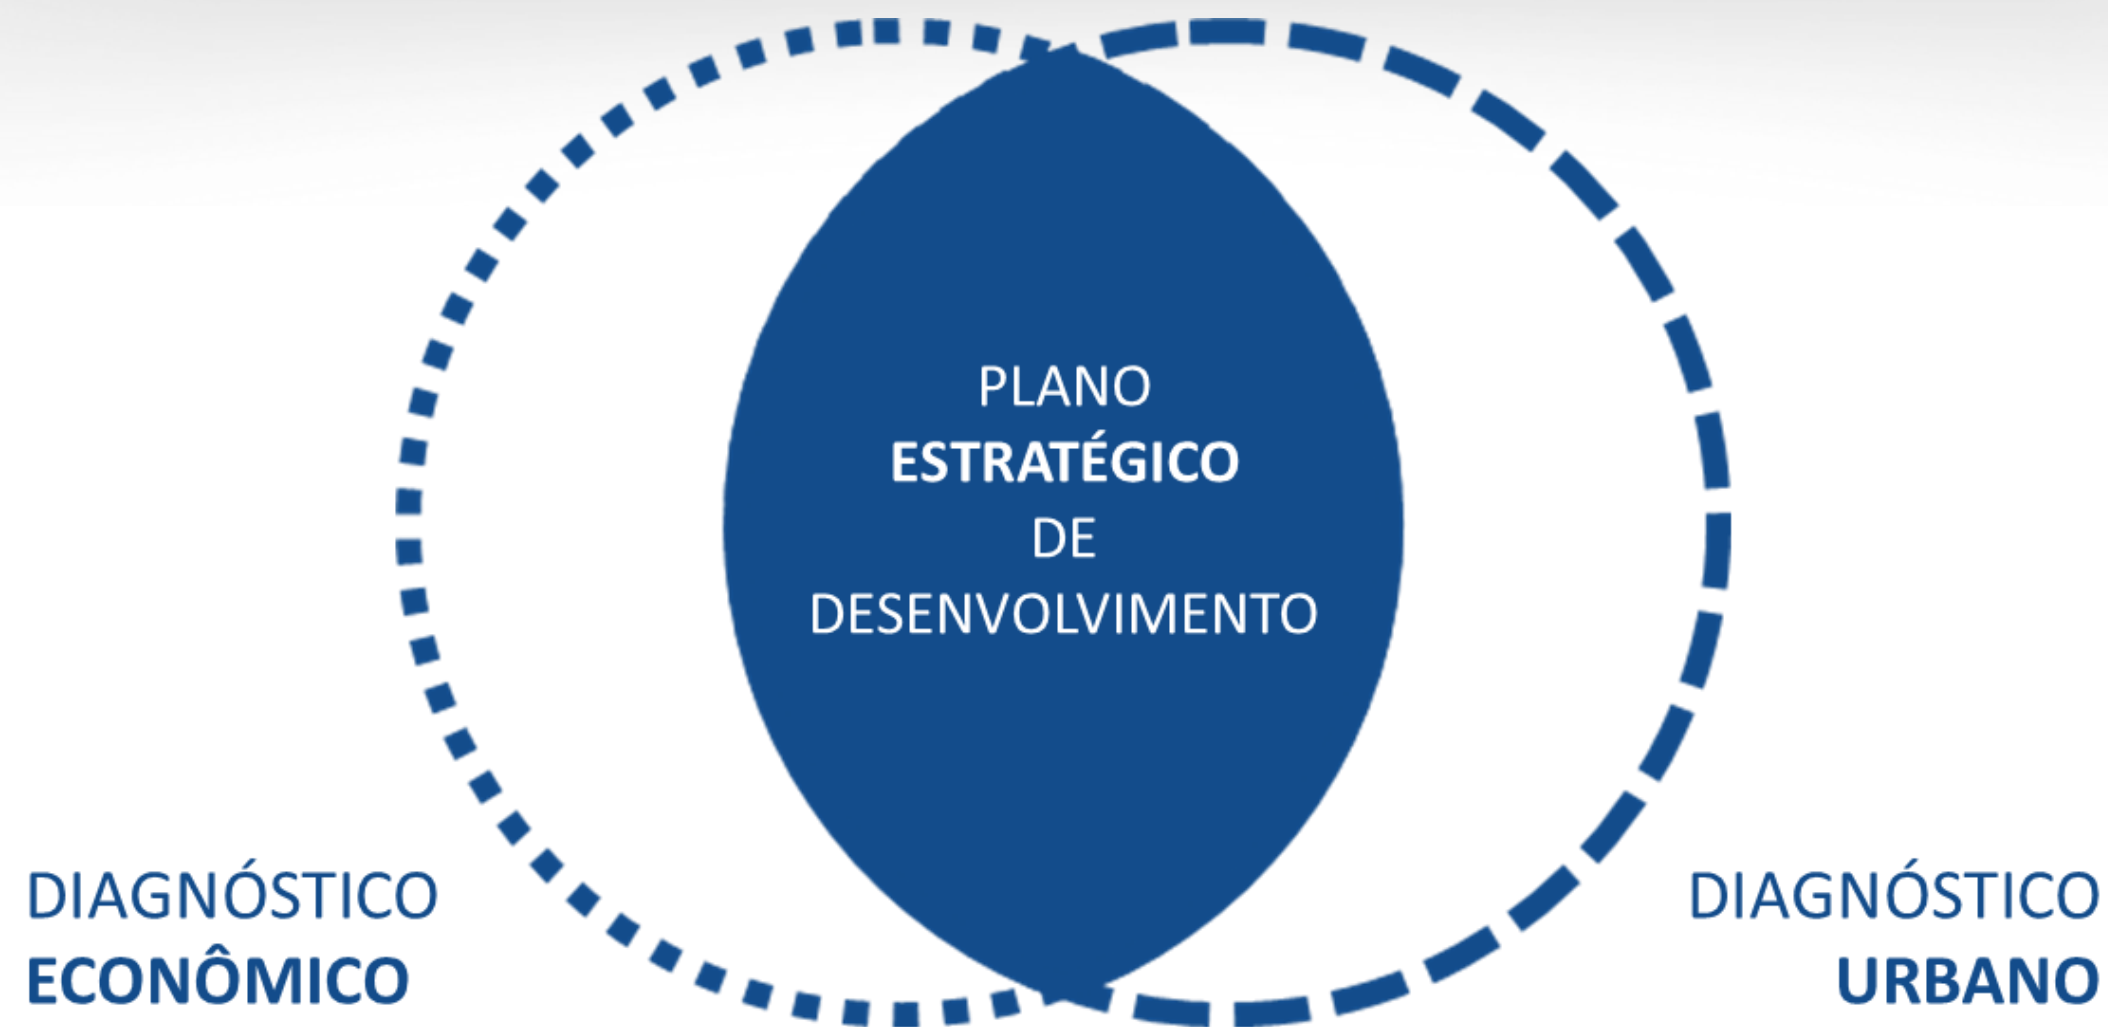 PLANO
ESTRATÉGICO
DE
DESENVOLVIMENTO
DIAGNÓSTICO
ECONÔMICO
DIAGNÓSTICO
URBANO